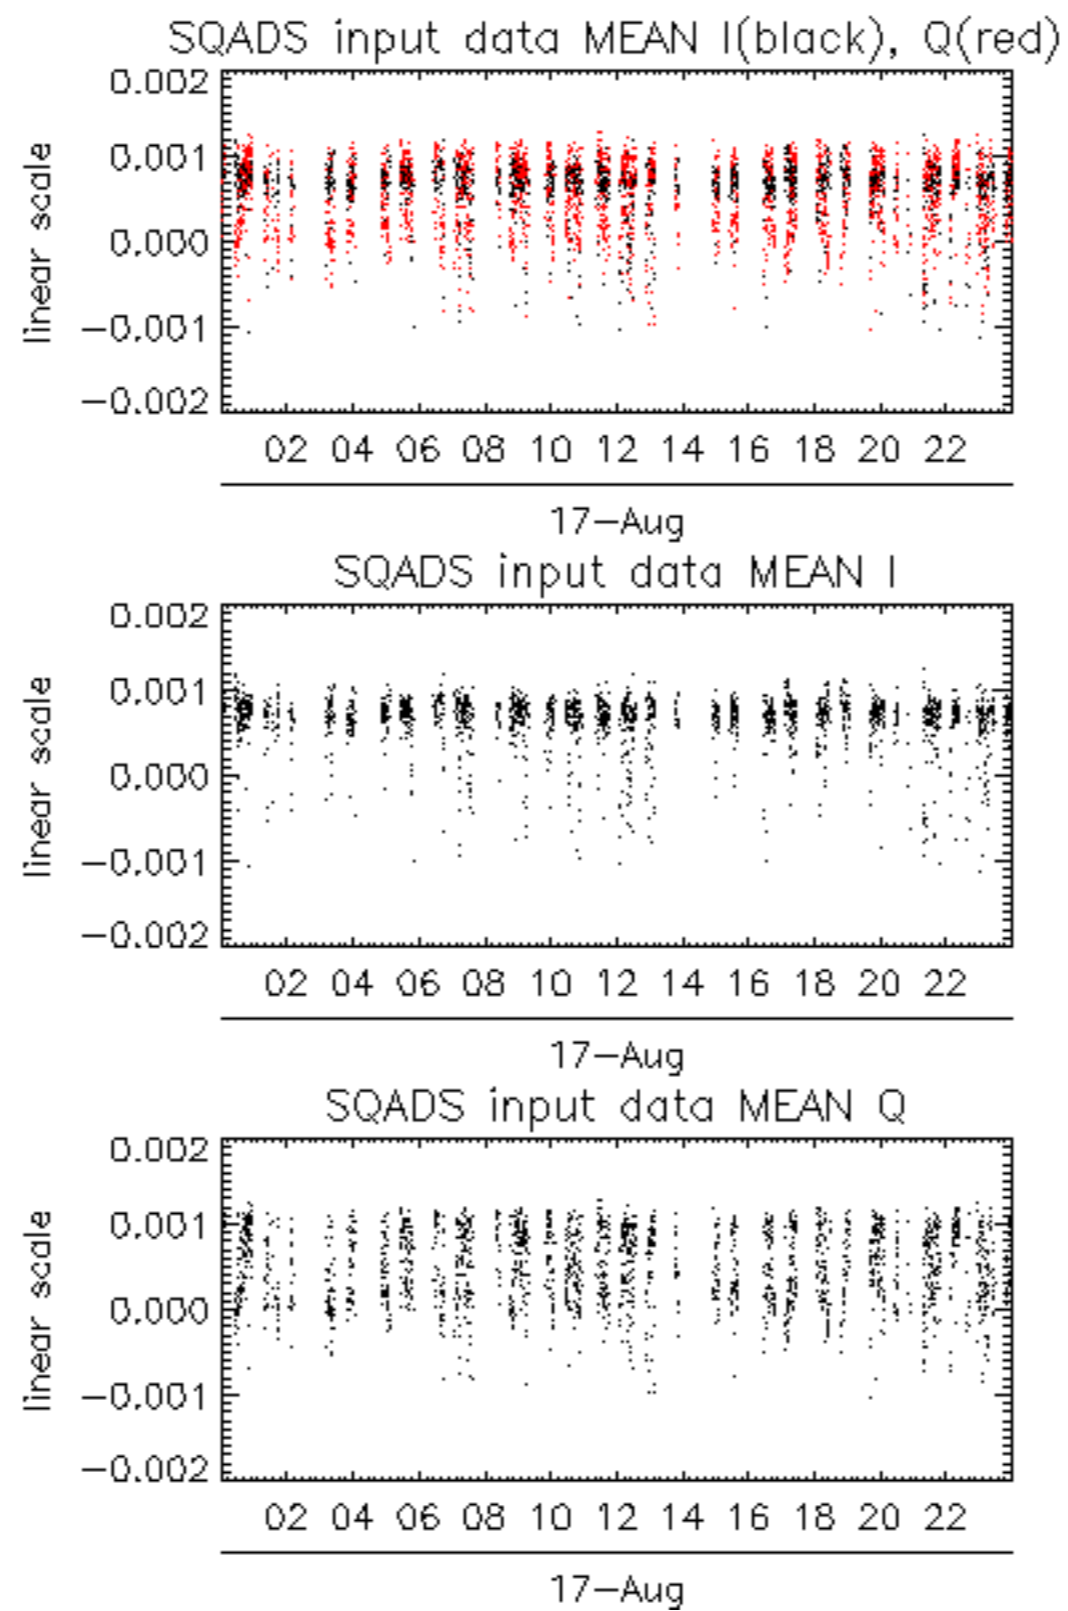 SQADS input data MEAN I(black), Q(red)
0.002
0.001
0.000
−0.001
−0.002
linear scale
02 04 06 08 10 12 14 16 18 20 22
17−Aug
SQADS input data MEAN I
0.002
0.001
0.000
−0.001
−0.002
linear scale
02 04 06 08 10 12 14 16 18 20 22
17−Aug
SQADS input data MEAN Q
0.002
0.001
0.000
−0.001
−0.002
linear scale
02 04 06 08 10 12 14 16 18 20 22
17−Aug